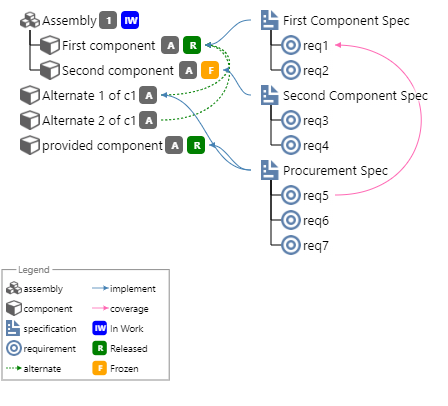 Assembly 1 IW
First component A R
Second component A F
Alternate 1 of c1 A
Alternate 2 of c1 A
provided component A R
First Component Spec
req1
req2
Second Component Spec
req3
req4
Procurement Spec
req5
req6
req7
Legend
assembly
component
specification
requirement
alternate
implement
coverage
IW In Work
R Released
F Frozen